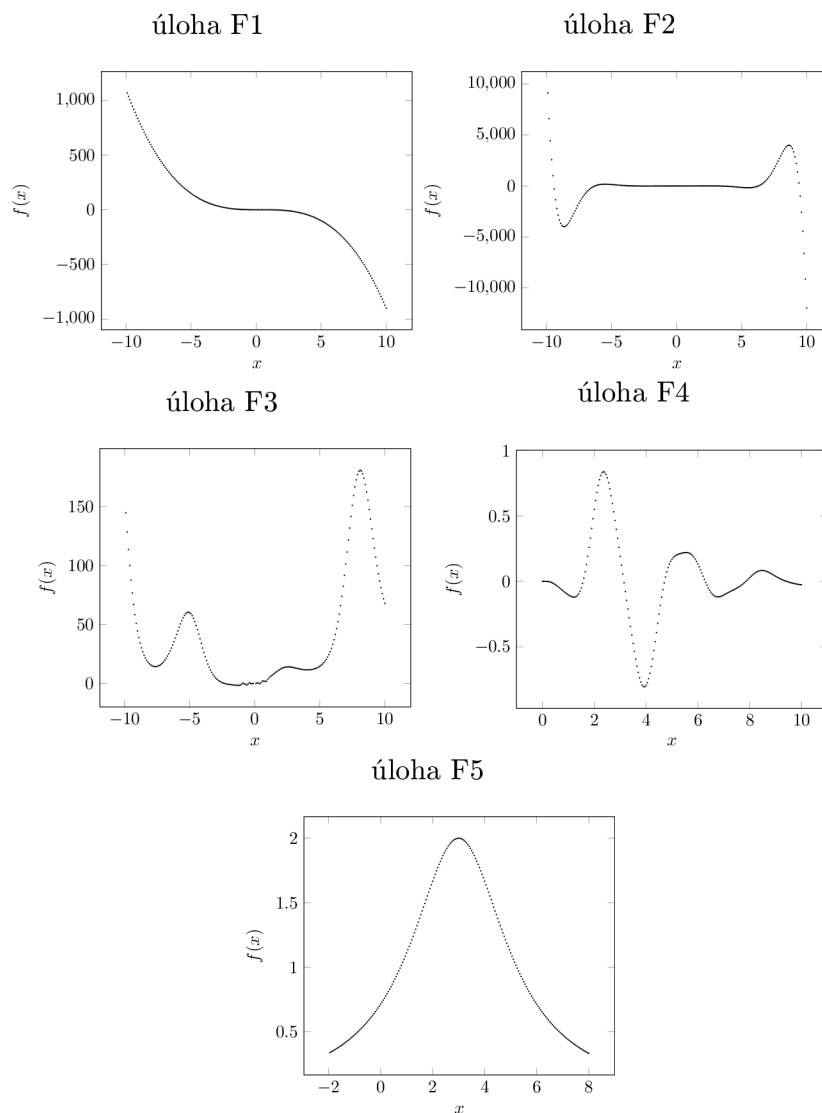 úloha F1
1,000
500
0
−500
−1,000
f(x)
−10 −5 0 5 10
x
úloha F2
10,000
5,000
0
−5,000
−10,000
f(x)
−10 −5 0 5 10
x
úloha F3
150
100
50
0
f(x)
−10 −5 0 5 10
x
úloha F4
1
0.5
0
−0.5
f(x)
0 2 4 6 8 10
x
úloha F5
2
1.5
1
0.5
f(x)
−2 0 2 4 6 8
x